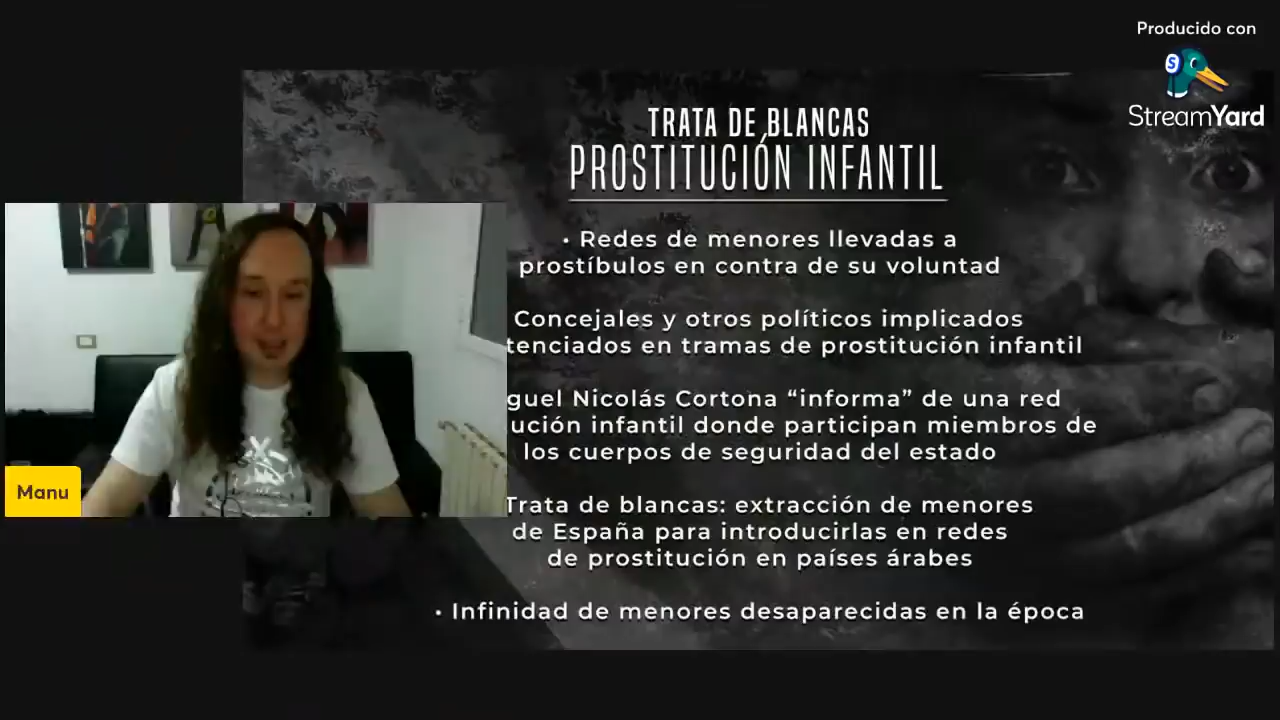 Producido con
StreamYard
TRATA DE BLANCAS
PROSTITUCIÓN INFANTIL
• Redes de menores llevadas a
prostíbulos en contra de su voluntad
Concejales y otros políticos implicados
tenciados en tramas de prostitución infantil
guel Nicolás Cortona “informa” de una red
ución infantil donde participan miembros de
los cuerpos de seguridad del estado
Trata de blancas: extracción de menores
de España para introducirlas en redes
de prostitución en países árabes
• Infinidad de menores desaparecidas en la época
Manu